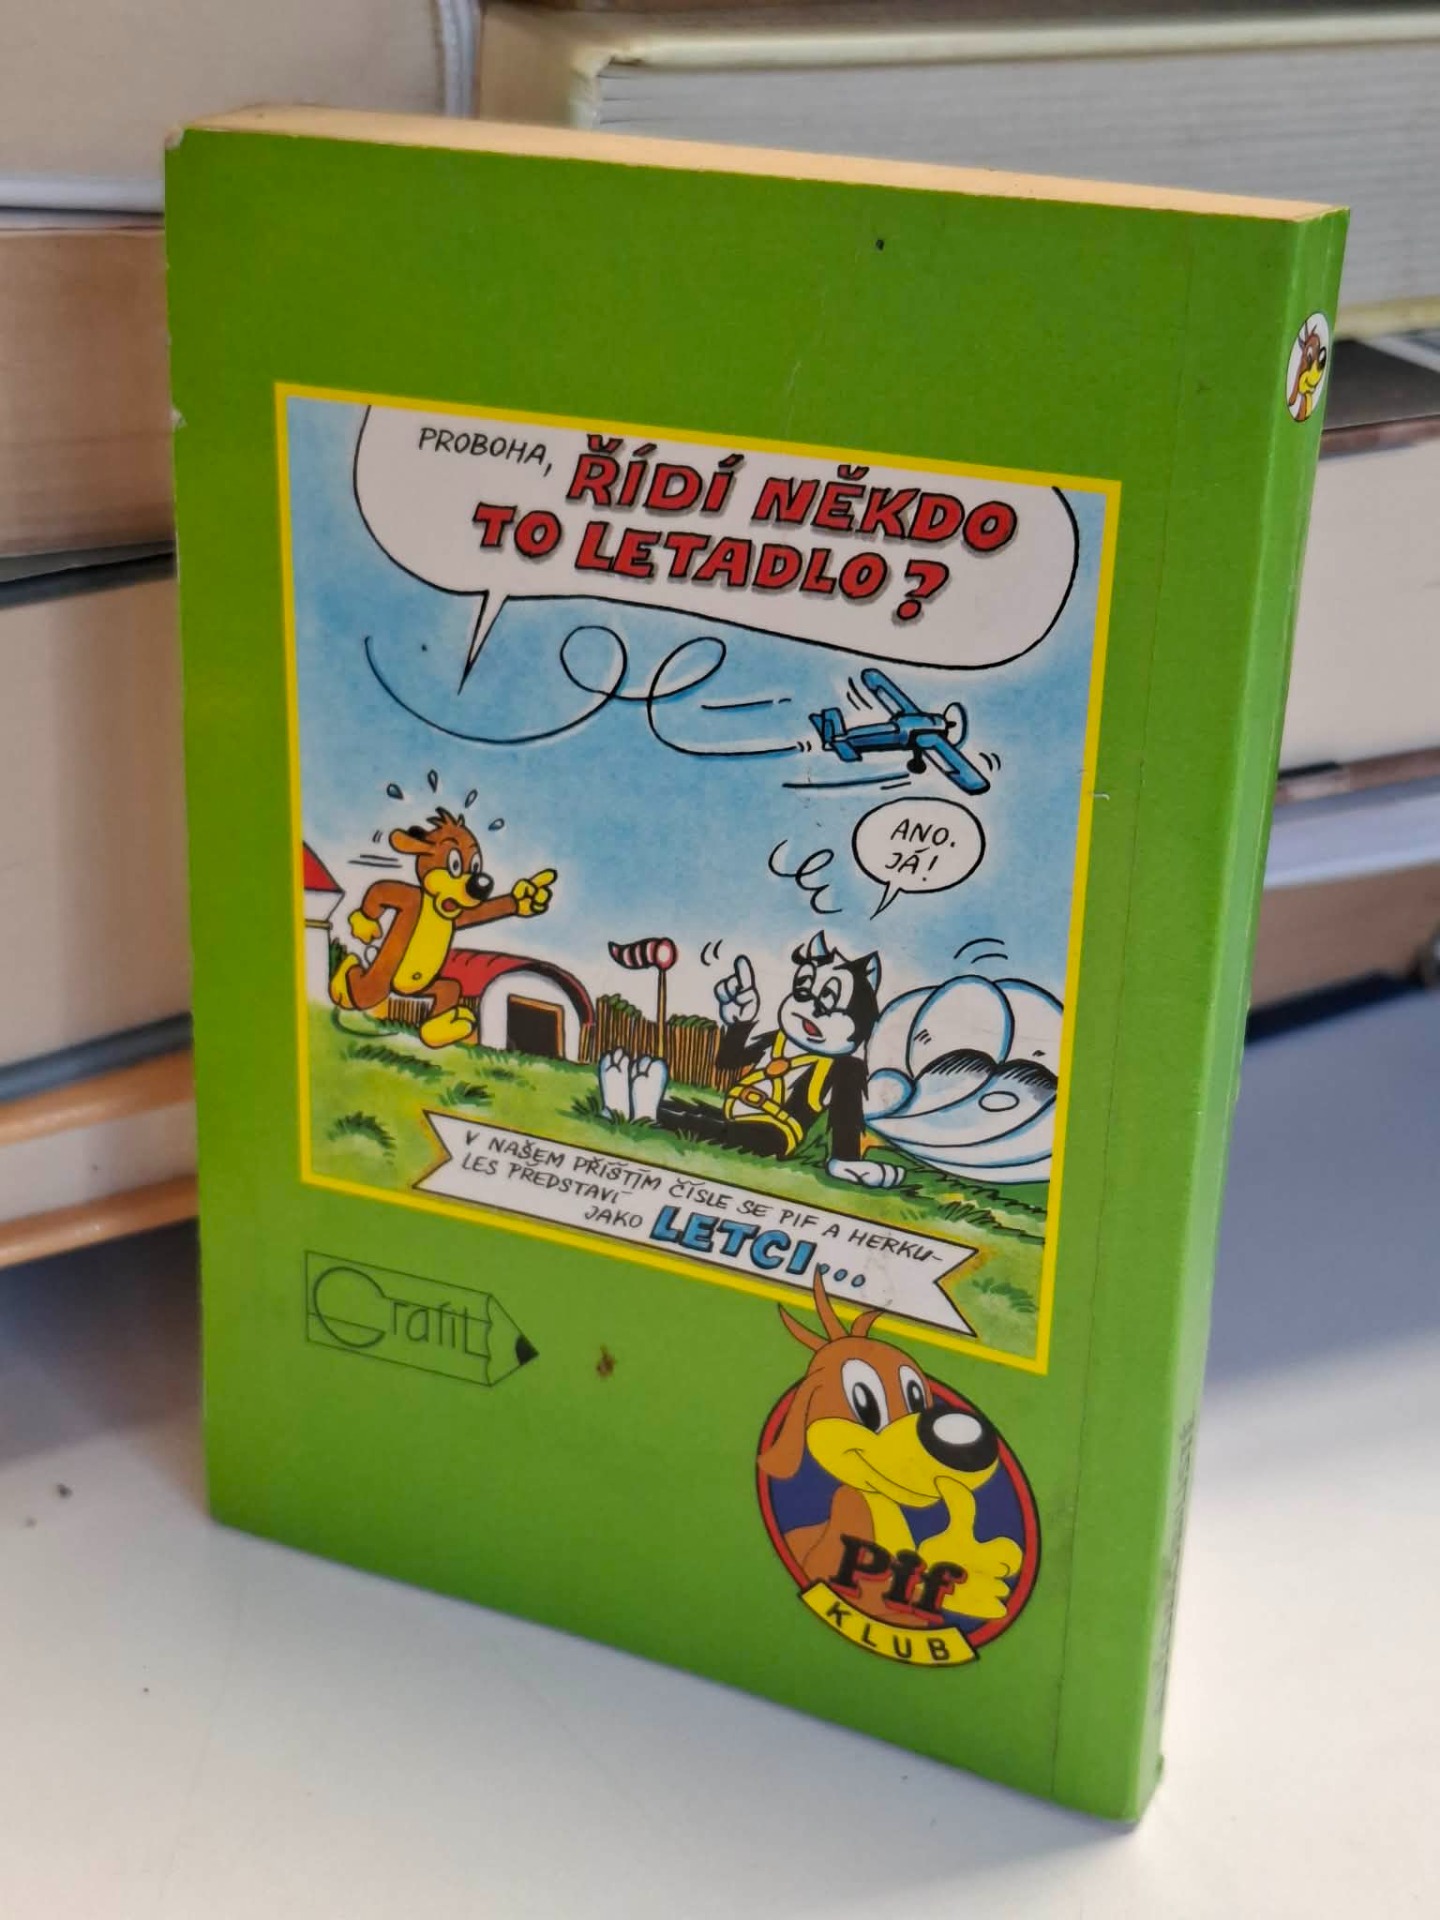 PROBOHA, ŘÍDÍ NĚKDO
TO LETADLO?
ANO.
JÁ!
V NAŠEM PŘÍŠTÍM ČÍSLE SE PIF A HERKU-
LES PŘEDSTAVÍ
JAKO LETCI...
Grafit
Pif
KLUB